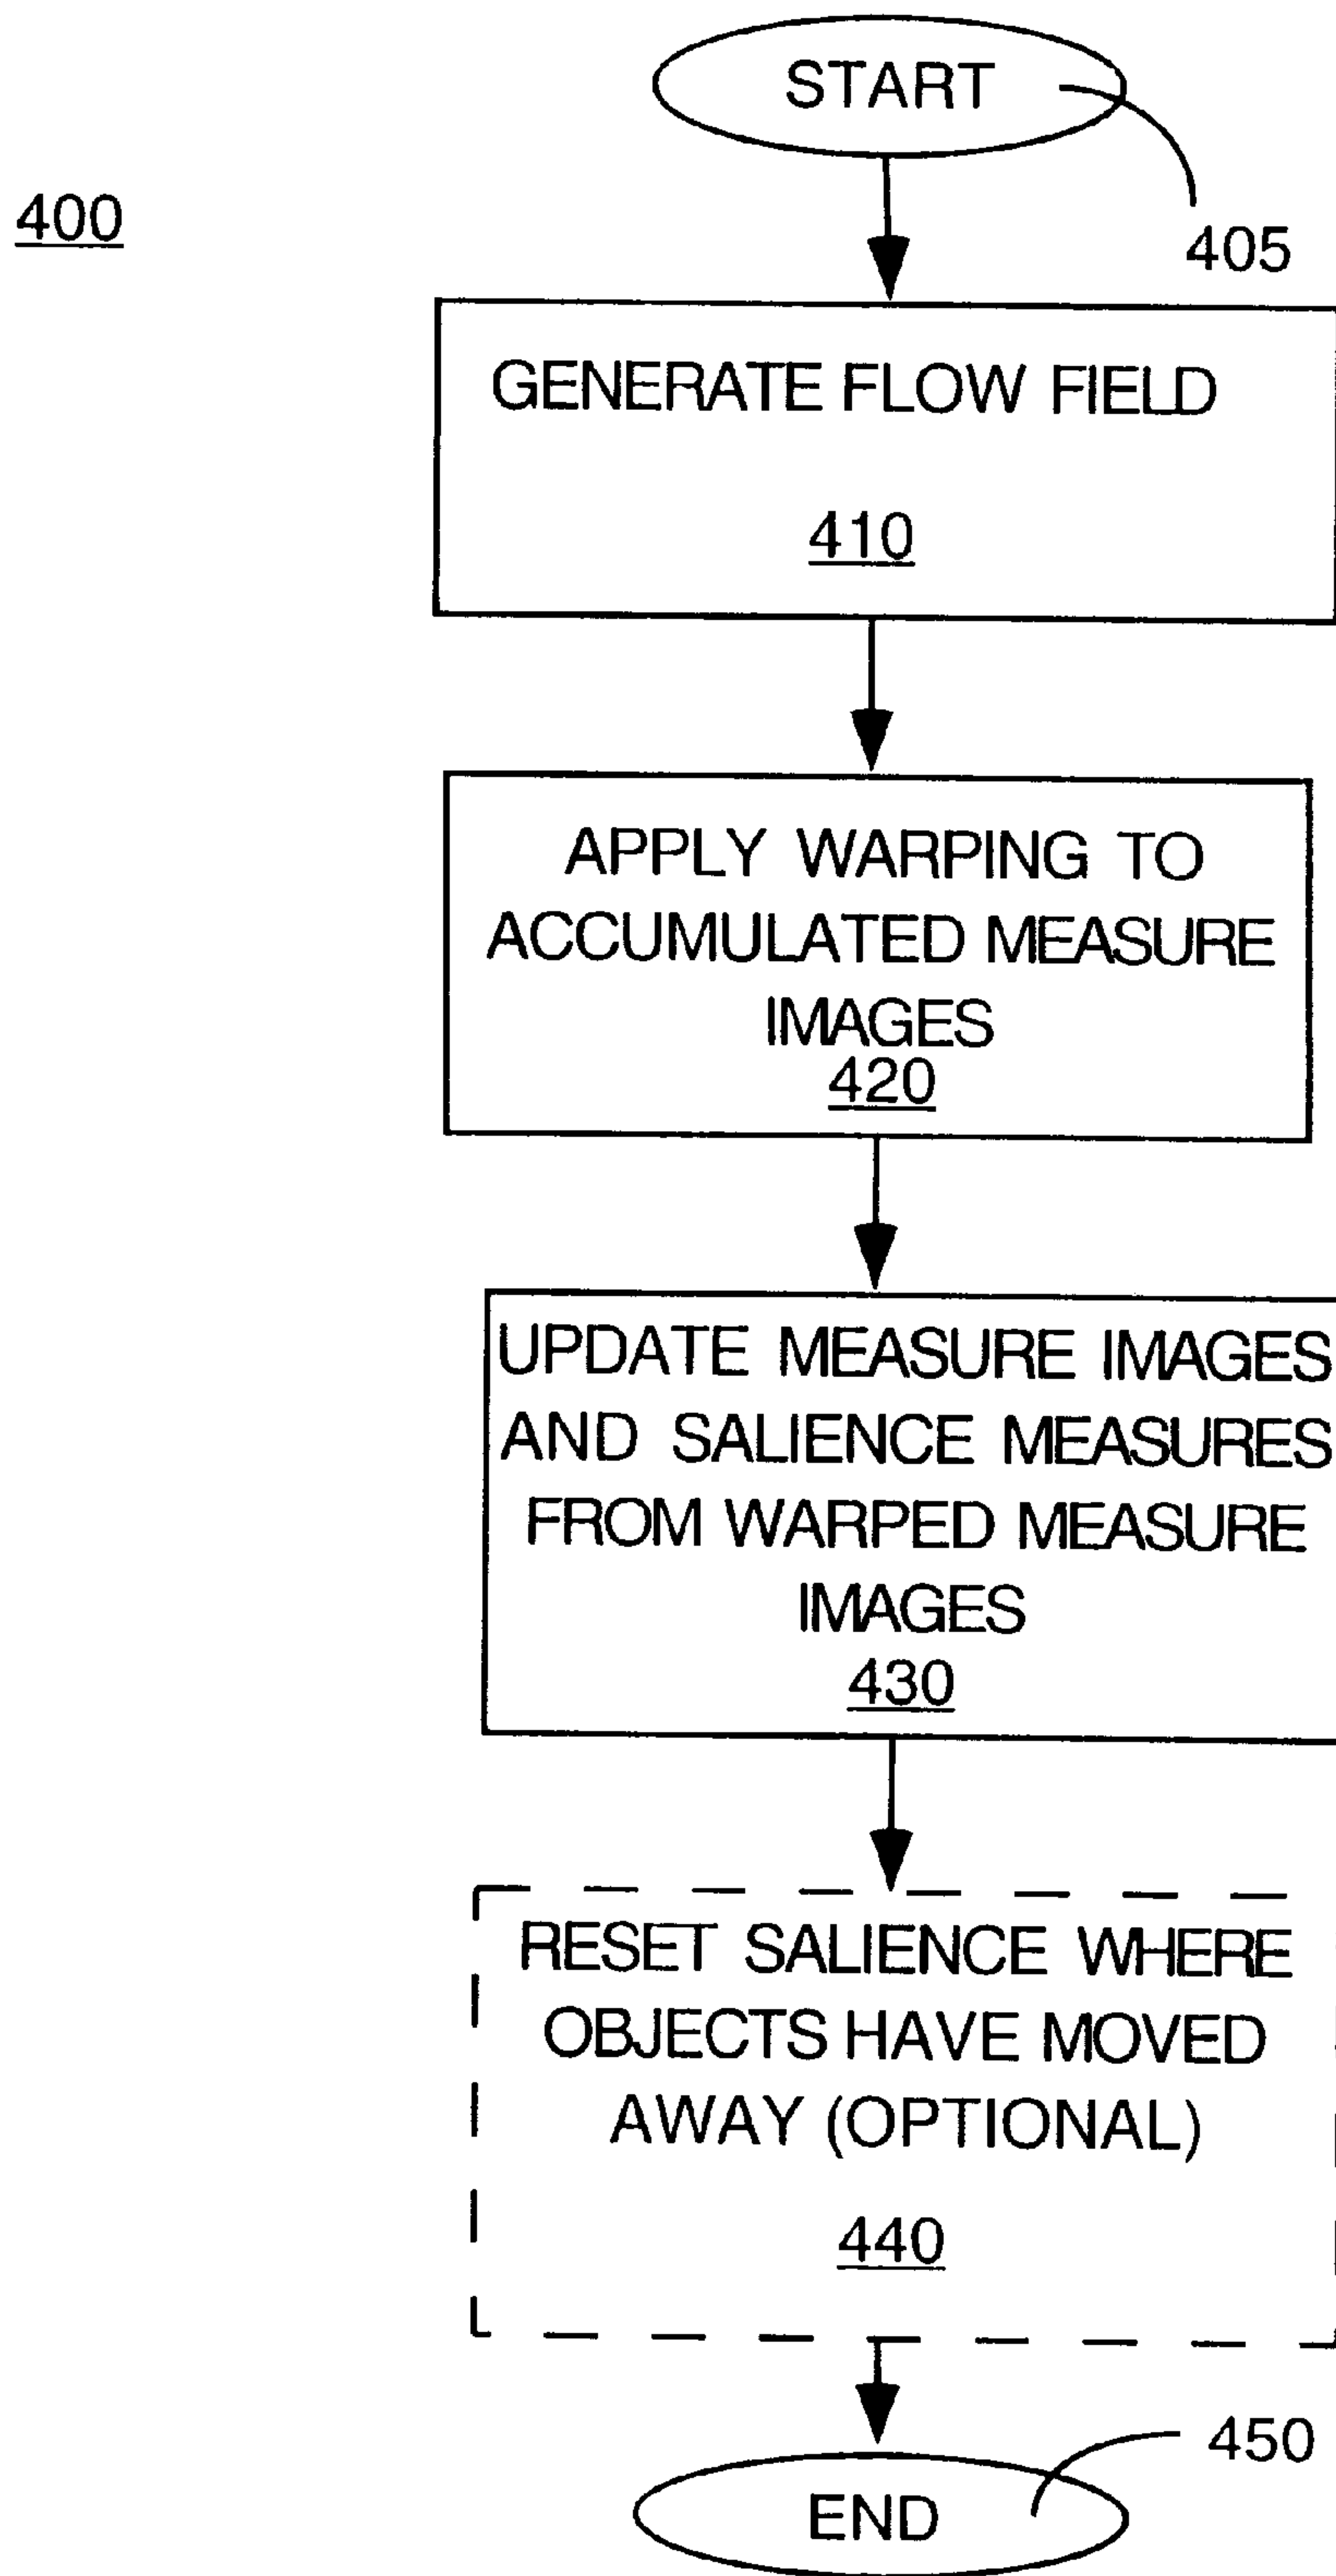 START
400
405
GENERATE FLOW FIELD
410
APPLY WARPING TO
ACCUMULATED MEASURE
IMAGES
420
UPDATE MEASURE IMAGES
AND SALIENCE MEASURES
FROM WARPED MEASURE
IMAGES
430
RESET SALIENCE WHERE
OBJECTS HAVE MOVED
AWAY (OPTIONAL)
440
450
END